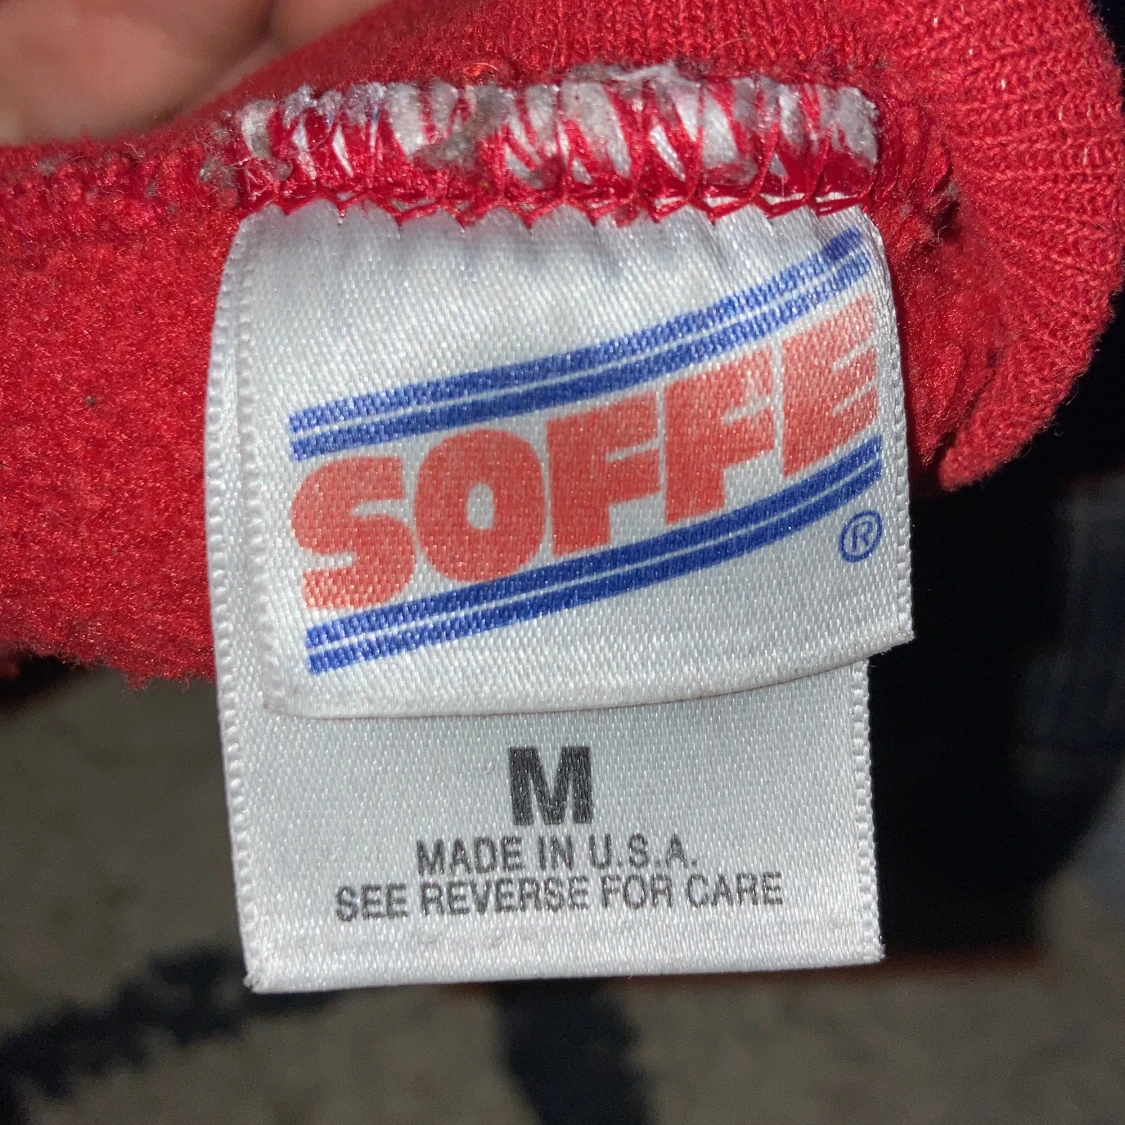 SOFFE
®
M
MADE IN U.S.A.
SEE REVERSE FOR CARE